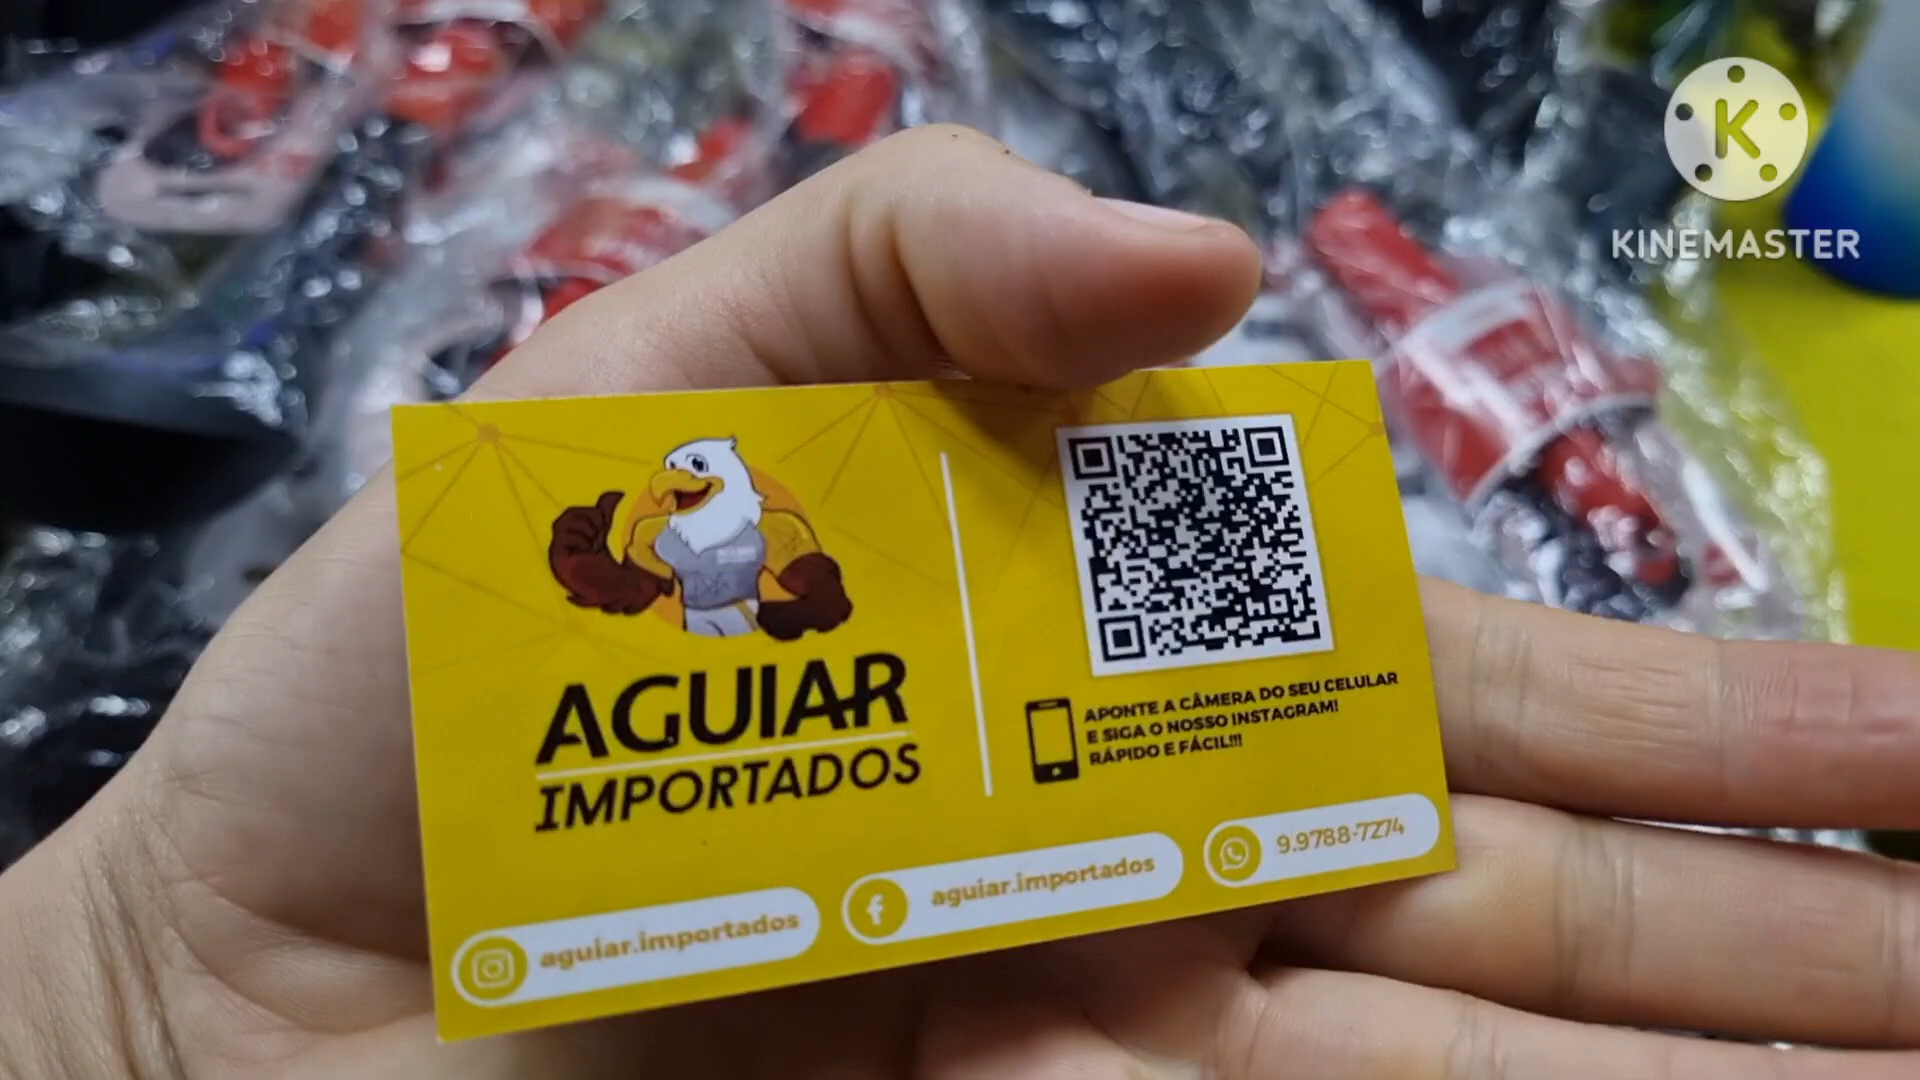 KINEMASTER
AGUIAR
IMPORTADOS
APONTE A CÂMERA DO SEU CELULAR
E SIGA O NOSSO INSTAGRAM!
RÁPIDO E FÁCIL!!!
aguiar.importados
aguiar.importados
9.9788-7274